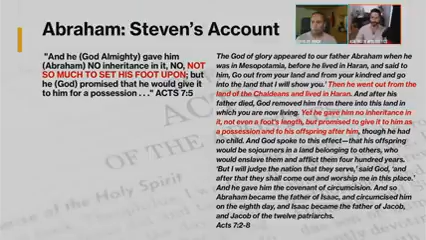 Abraham: Steven's Account
"And he (God Almighty) gave him
(Abraham) NO inheritance in it, NO, NOT
SO MUCH TO SET HIS FOOT UPON; but
he (God) promised that he would give it
to him for a possession . . ." ACTS 7:5
The God of glory appeared to our father Abraham when he
was in Mesopotamia, before he lived in Haran, and said to
him, Go out from your land and from your kindred and go
into the land that I will show you.' Then he went out from the
land of the Chaldeans and lived in Haran. And after his
father died, God removed him from there into this land in
which you are now living. Yet he gave him no inheritance in
it, not even a foot's length, but promised to give it to him as
a possession and to his offspring after him, though he had
no child. And God spoke to this effect—that his offspring
would be sojourners in a land belonging to others, who
would enslave them and afflict them four hundred years.
'But I will judge the nation that they serve,' said God, 'and
after that they shall come out and worship me in this place.'
And he gave him the covenant of circumcision. And so
Abraham became the father of Isaac, and circumcised him
on the eighth day, and Isaac became the father of Jacob,
and Jacob of the twelve patriarchs.
Acts 7:2-8
OF THE
of the Holy Spirit